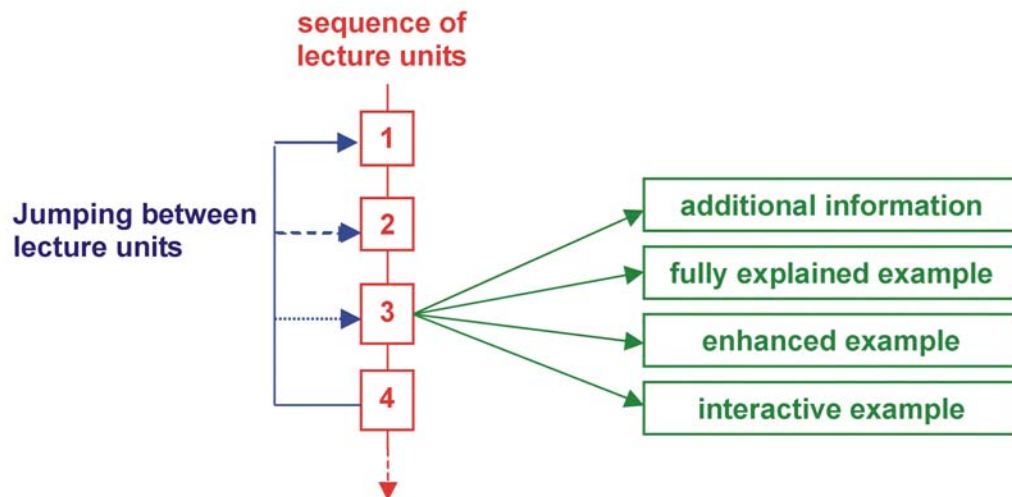 sequence of
lecture units
1
2
3
4
Jumping between
lecture units
additional information
fully explained example
enhanced example
interactive example